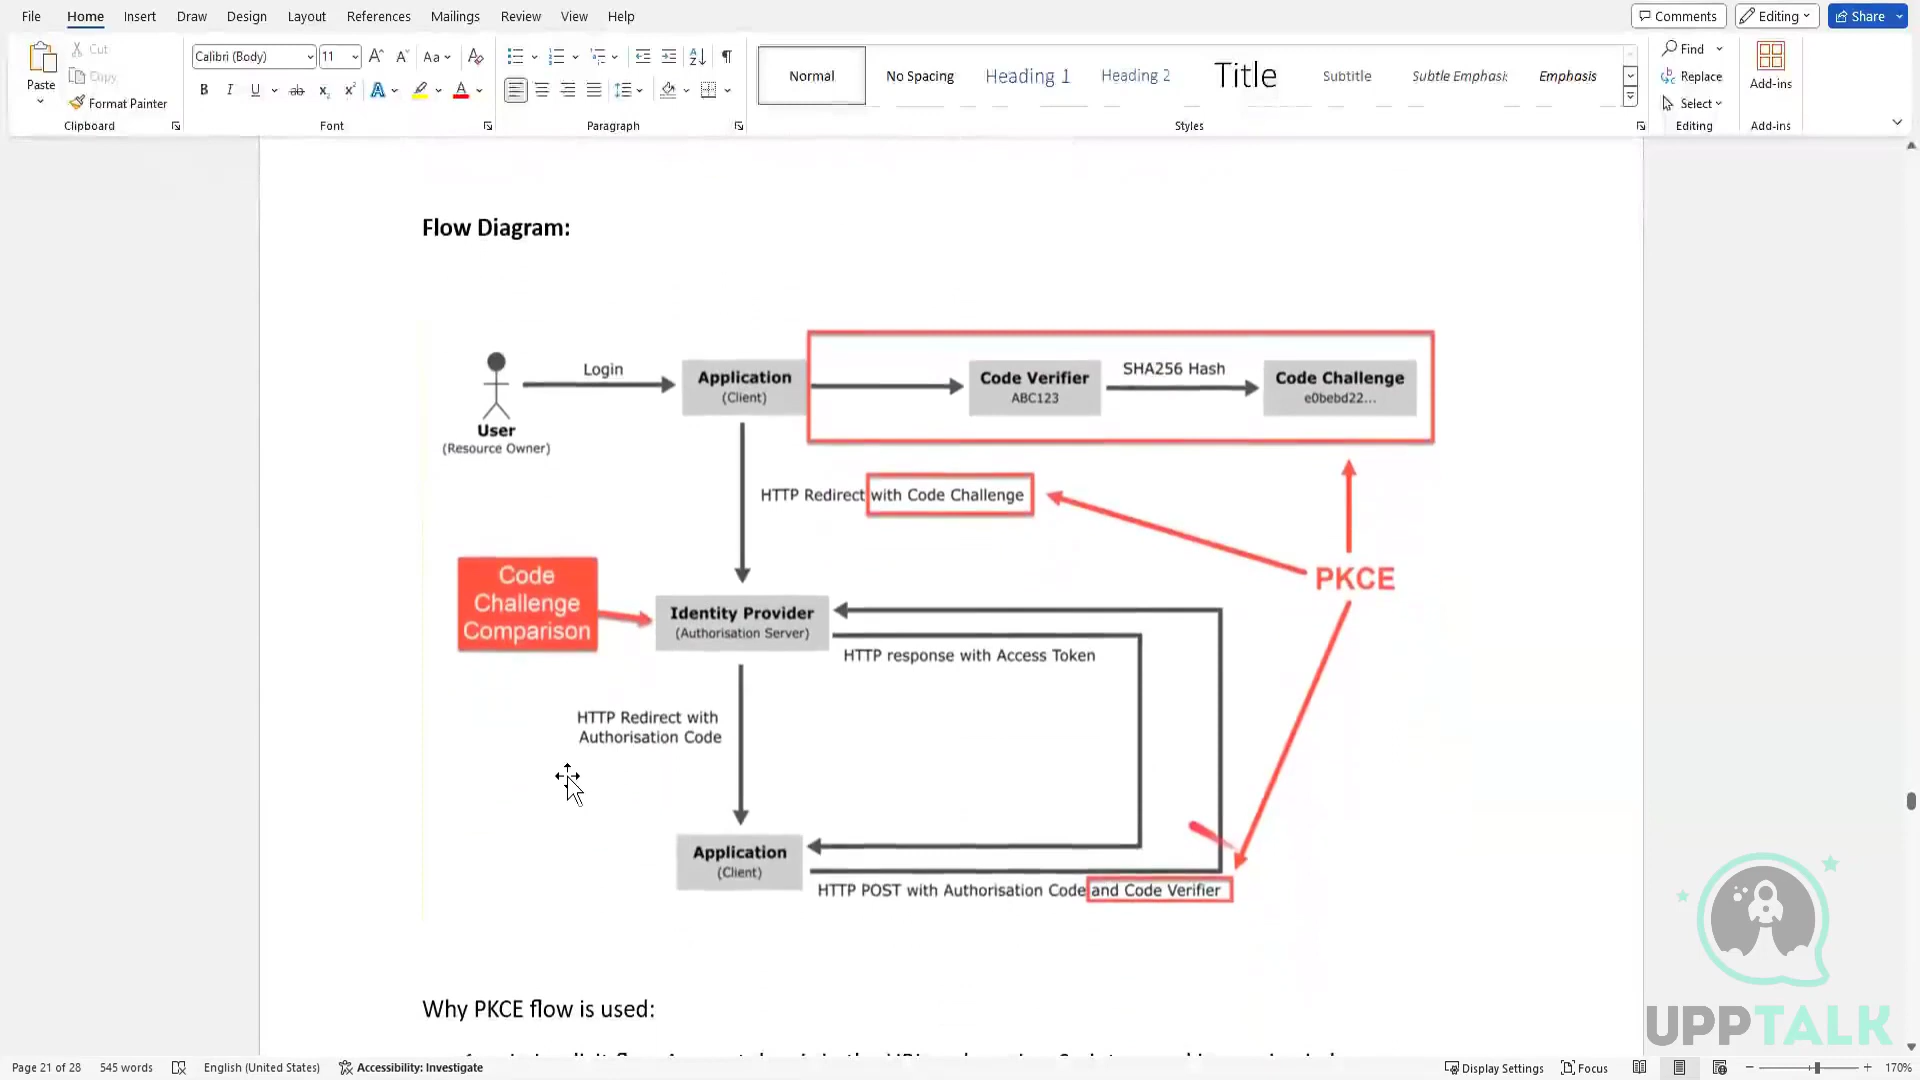 File Home Insert Draw Design Layout References Mailings Review View Help Comments Editing Share
Paste Cut Copy Format Painter
Clipboard
Calibri (Body) 11
Font
Paragraph
Normal No Spacing Heading 1 Heading 2 Title Subtitle Subtle Emphasis Emphasis
Styles
Find
Replace
Select
Editing
Add-ins
Add-ins
Flow Diagram:
Login
User
(Resource Owner)
Application
(Client)
Code Verifier
ABC123
SHA256 Hash
Code Challenge
e0bebd22...
HTTP Redirect with Code Challenge
PKCE
Code
Challenge
Comparison
Identity Provider
(Authorisation Server)
HTTP response with Access Token
HTTP Redirect with
Authorisation Code
Application
(Client)
HTTP POST with Authorisation Code and Code Verifier
Why PKCE flow is used:
UPPTALK
Page 21 of 28 545 words English (United States) Accessibility: Investigate Display Settings Focus 170%